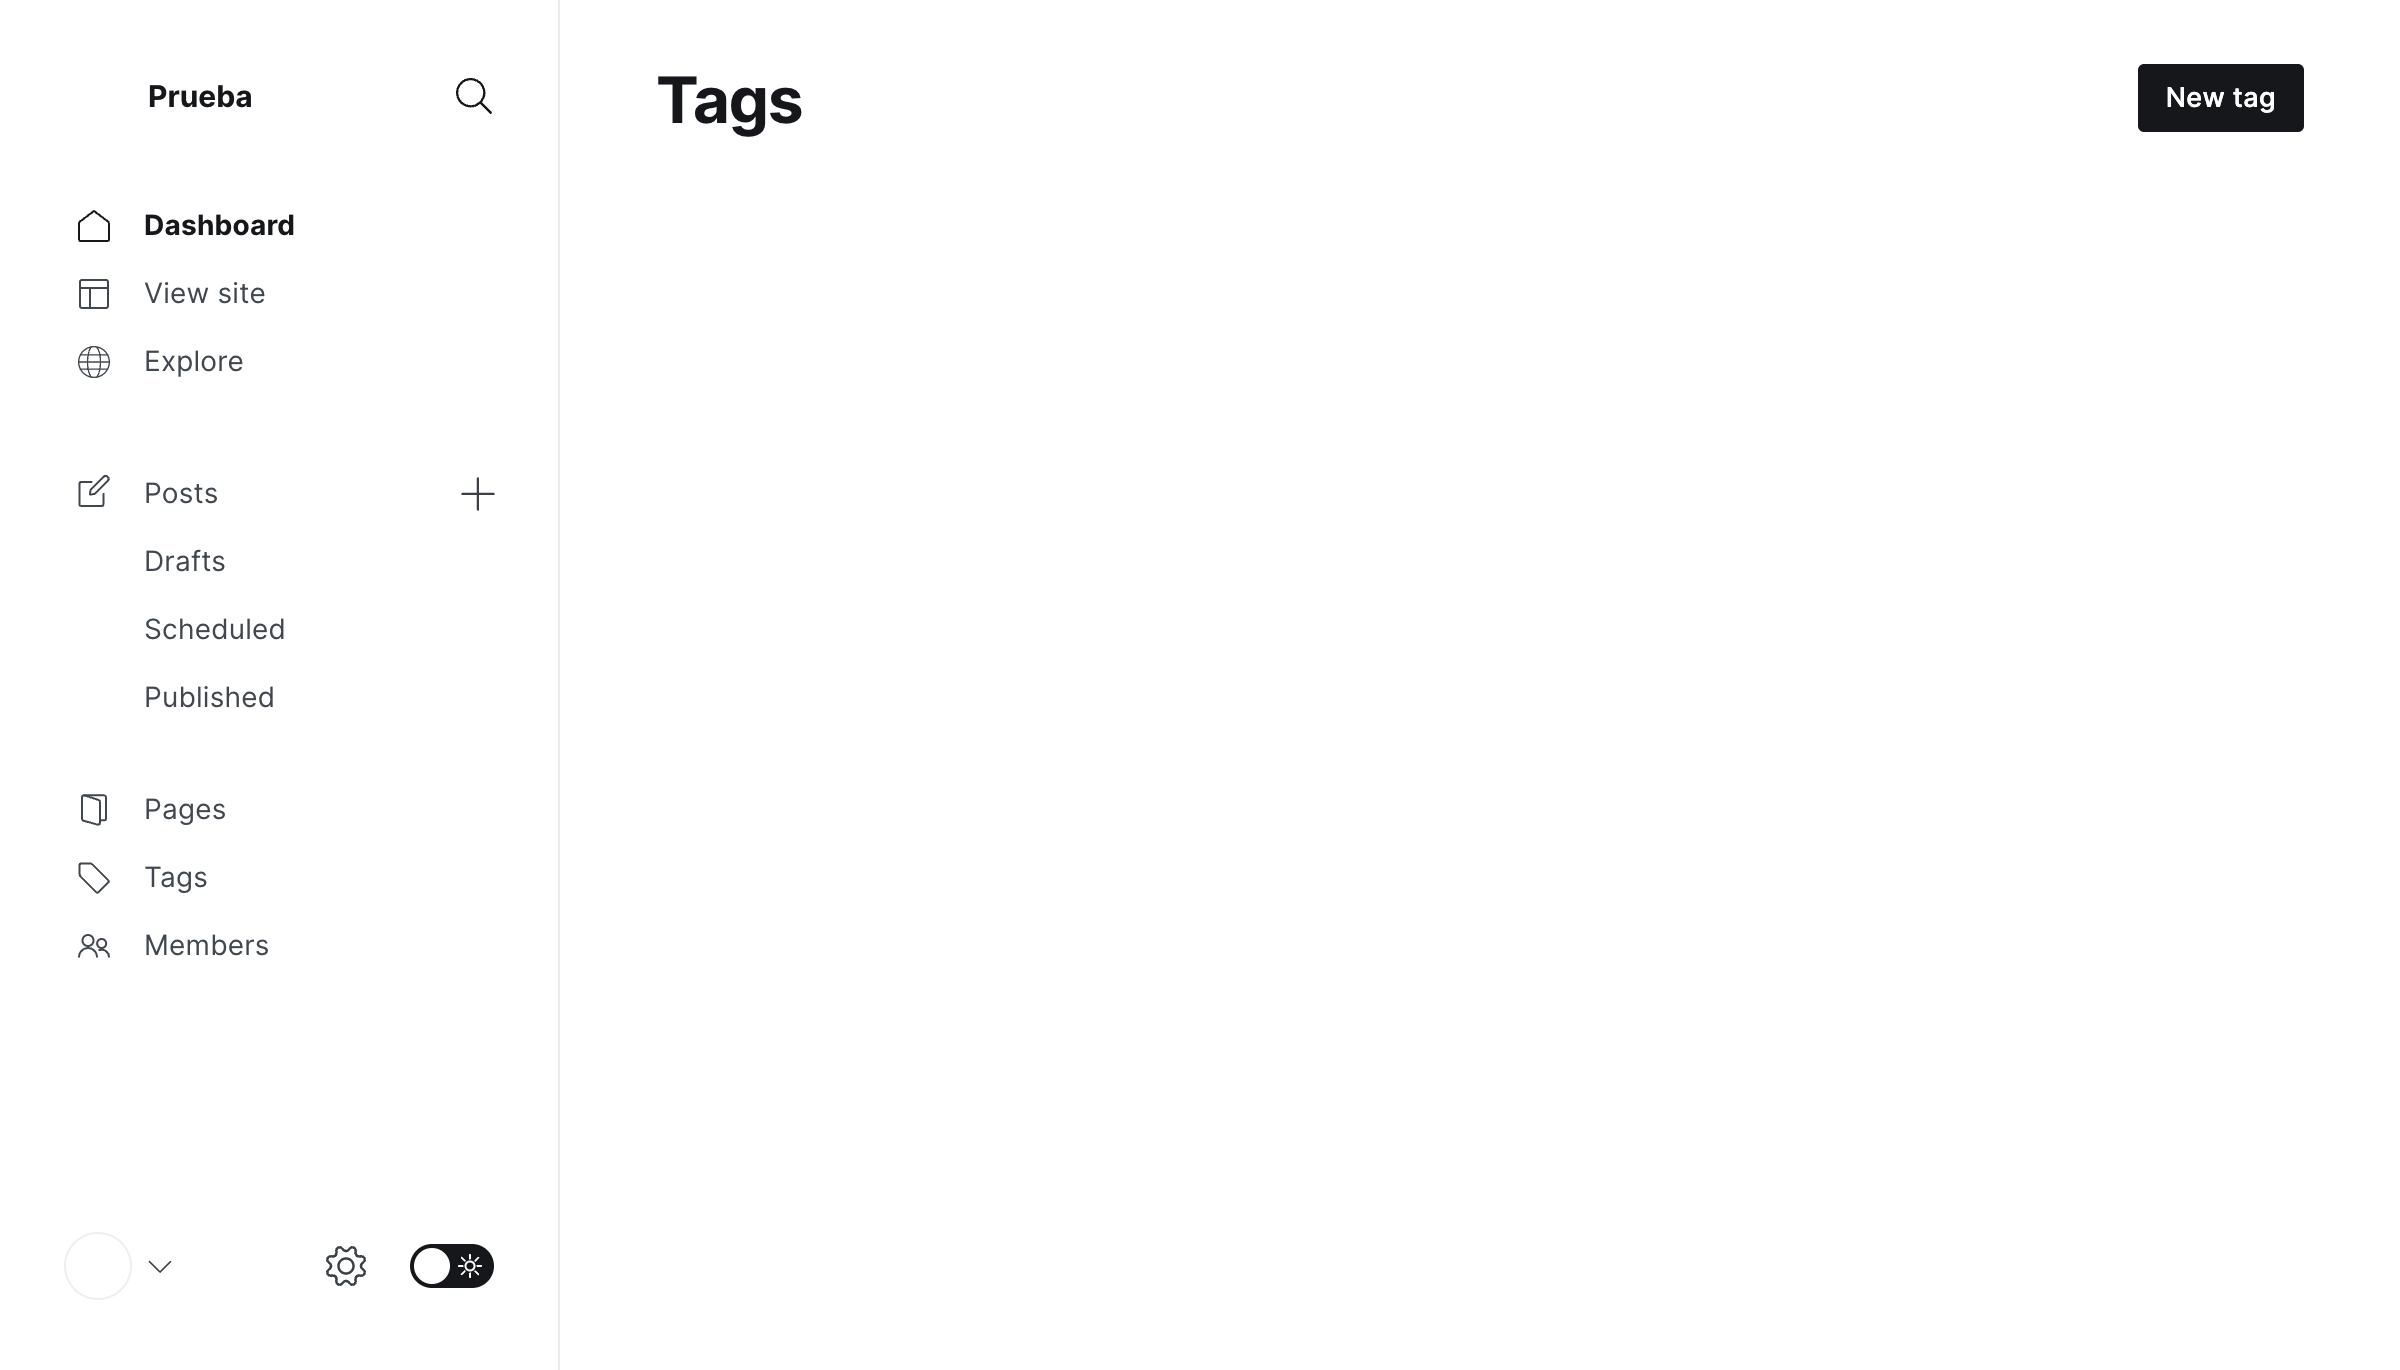 Prueba
Dashboard
View site
Explore
Posts
Drafts
Scheduled
Published
Pages
Tags
Members
Tags
New tag